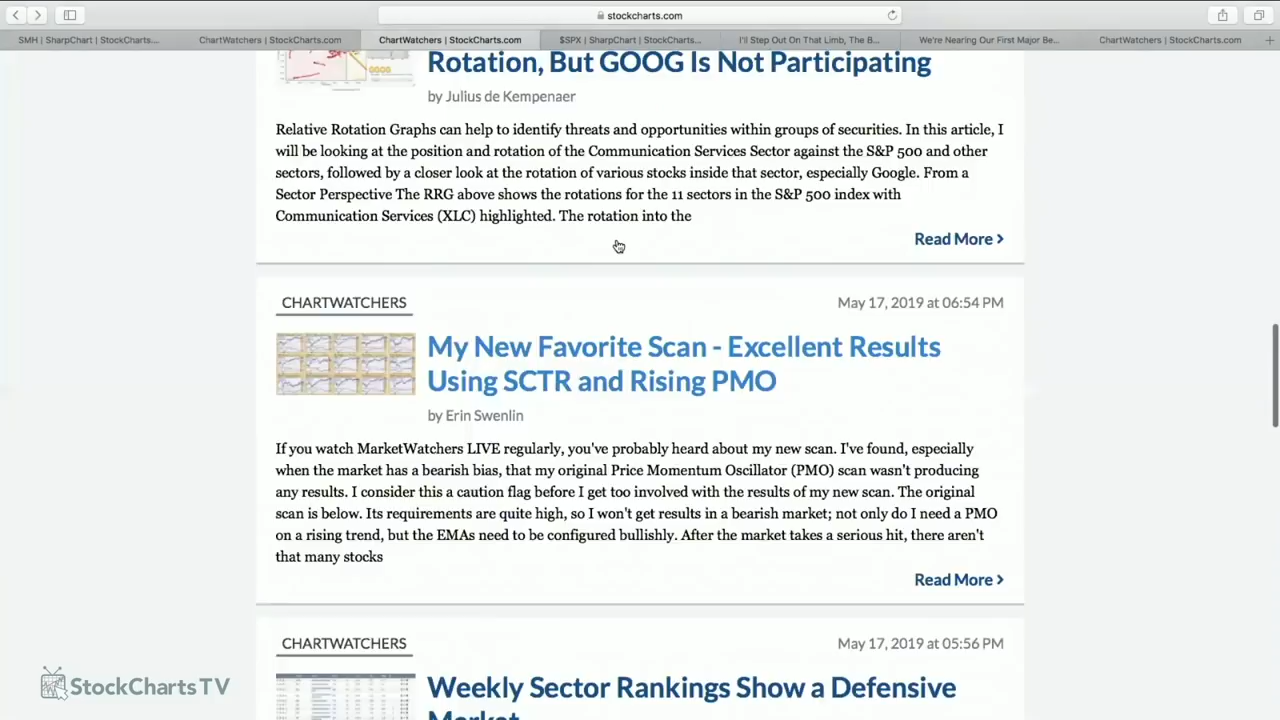 stockcharts.com
SMH | SharpChart | StockCharts....
ChartWatchers | StockCharts.com
ChartWatchers | StockCharts.com
$SPX | SharpChart | StockCharts...
I'll Step Out On That Limb, The B...
We're Nearing Our First Major Be...
ChartWatchers | StockCharts.com
Rotation, But GOOG Is Not Participating
by Julius de Kempenaer
Relative Rotation Graphs can help to identify threats and opportunities within groups of securities. In this article, I
will be looking at the position and rotation of the Communication Services Sector against the S&P 500 and other
sectors, followed by a closer look at the rotation of various stocks inside that sector, especially Google. From a
Sector Perspective The RRG above shows the rotations for the 11 sectors in the S&P 500 index with
Communication Services (XLC) highlighted. The rotation into the
Read More >
CHARTWATCHERS
May 17, 2019 at 06:54 PM
My New Favorite Scan - Excellent Results
Using SCTR and Rising PMO
by Erin Swenlin
If you watch MarketWatchers LIVE regularly, you've probably heard about my new scan. I've found, especially
when the market has a bearish bias, that my original Price Momentum Oscillator (PMO) scan wasn't producing
any results. I consider this a caution flag before I get too involved with the results of my new scan. The original
scan is below. Its requirements are quite high, so I won't get results in a bearish market; not only do I need a PMO
on a rising trend, but the EMAs need to be configured bullishly. After the market takes a serious hit, there aren't
that many stocks
Read More >
CHARTWATCHERS
May 17, 2019 at 05:56 PM
Weekly Sector Rankings Show a Defensive
Market
StockCharts TV